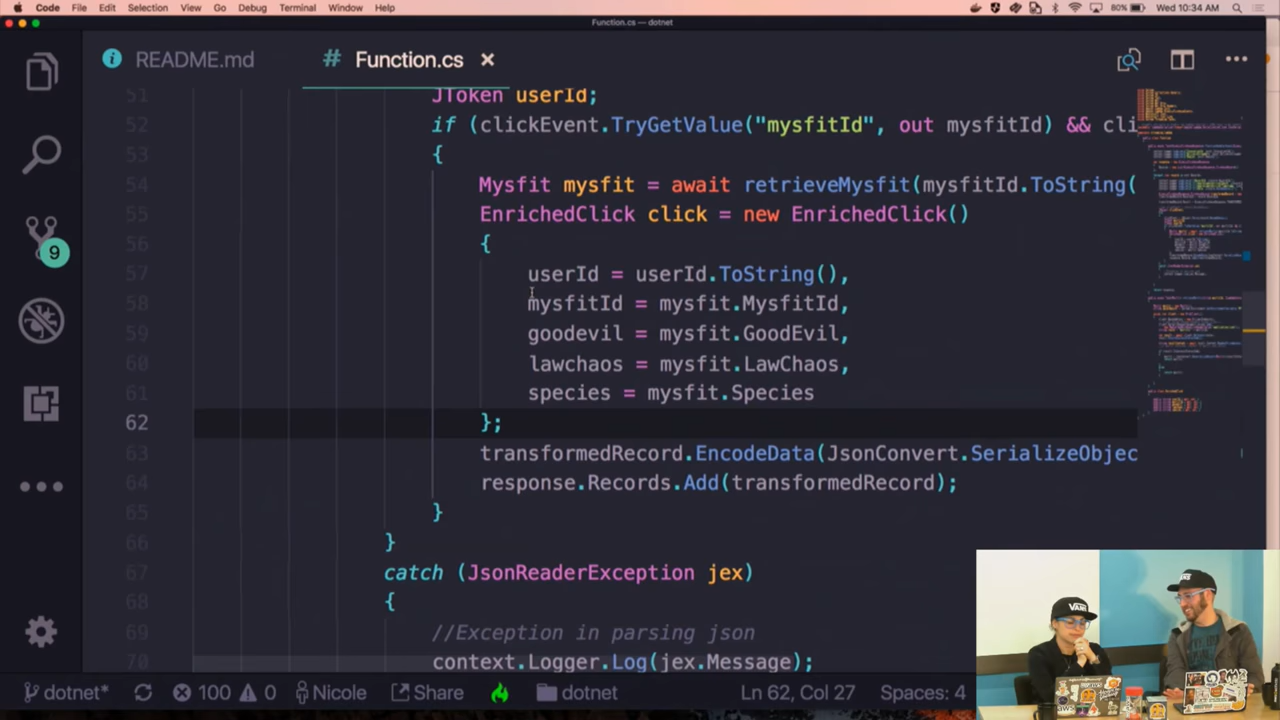 Code File Edit Selection View Go Debug Terminal Window Help 80% Wed 10:34 AM
Function.cs — dotnet
README.md # Function.cs ×
51 JToken userId;
52 if (clickEvent.TryGetValue("mysfitId", out mysfitId) && cli
53 {
54 Mysfit mysfit = await retrieveMysfit(mysfitId.ToString(
55 EnrichedClick click = new EnrichedClick()
56 {
57 userId = userId.ToString(),
58 mysfitId = mysfit.MysfitId,
59 goodevil = mysfit.GoodEvil,
60 lawchaos = mysfit.LawChaos,
61 species = mysfit.Species
62 };
63 transformedRecord.EncodeData(JsonConvert.SerializeObjec
64 response.Records.Add(transformedRecord);
65 }
66 }
67 catch (JsonReaderException jex)
68 {
69 //Exception in parsing json
70 context.Logger.Log(jex.Message);
9
dotnet* 100 0 Nicole Share dotnet Ln 62, Col 27 Spaces: 4
VANS
VANS
aws